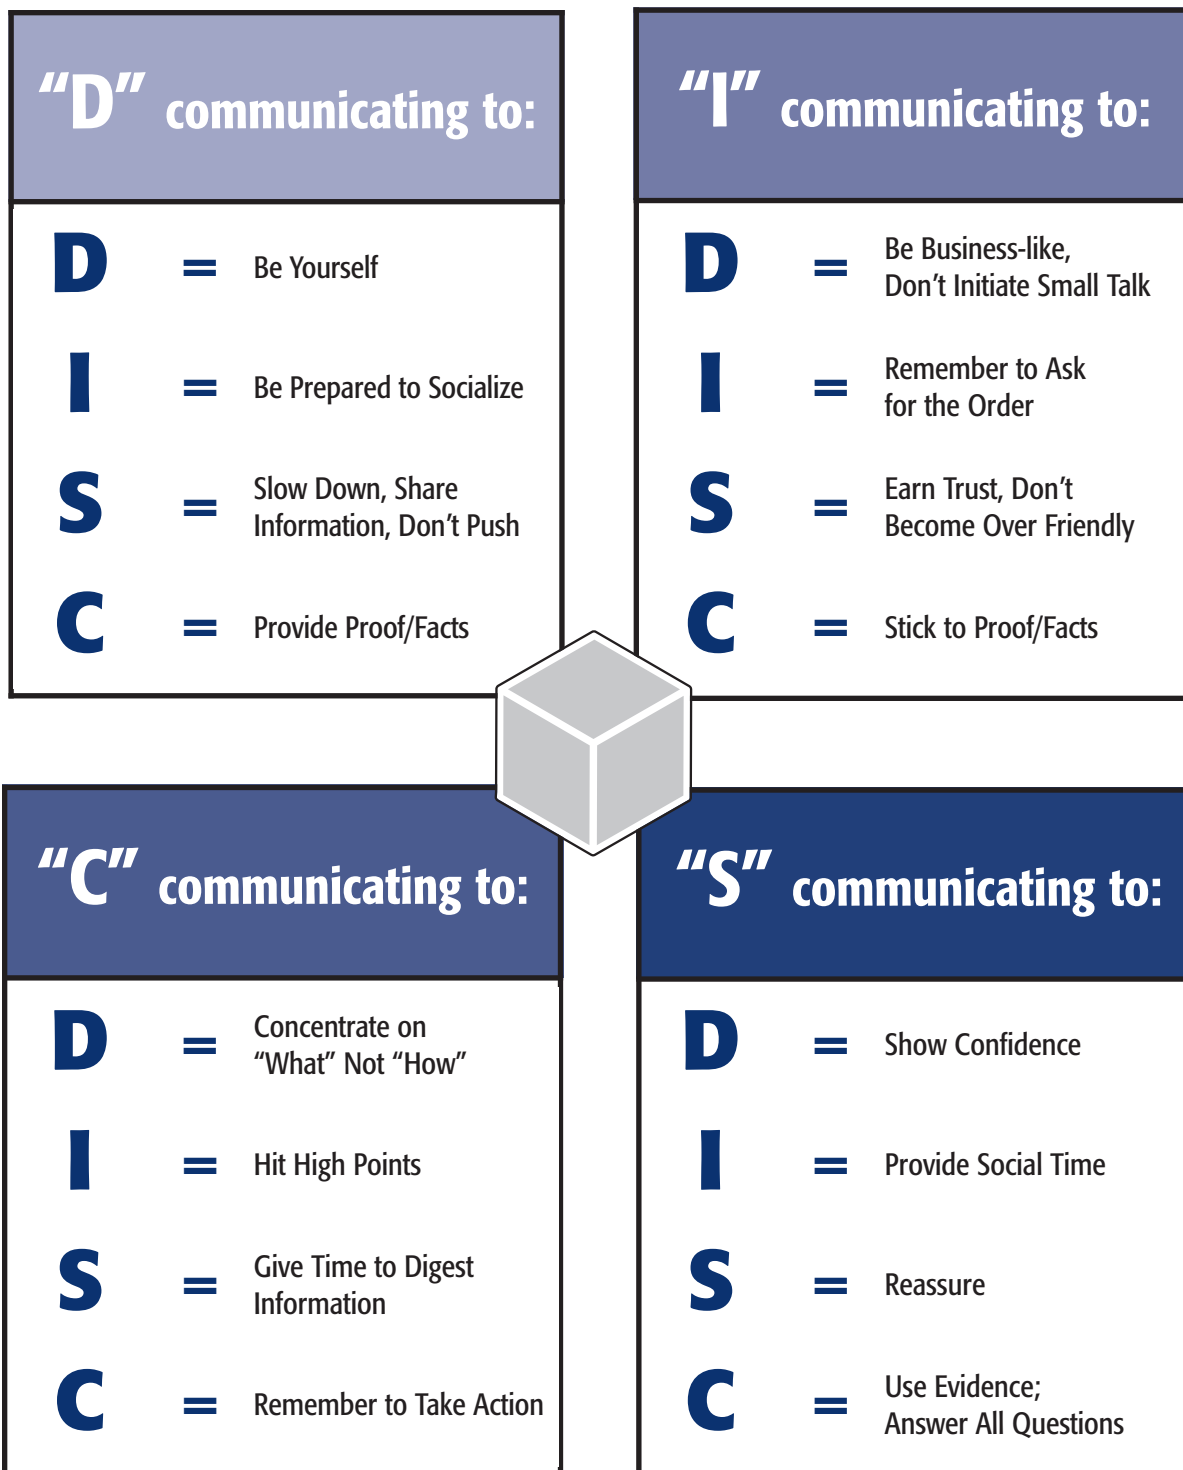 “D” communicating to:
D = Be Yourself
I = Be Prepared to Socialize
S = Slow Down, Share
Information, Don’t Push
C = Provide Proof/Facts
“I” communicating to:
D = Be Business-like,
Don’t Initiate Small Talk
I = Remember to Ask
for the Order
S = Earn Trust, Don’t
Become Over Friendly
C = Stick to Proof/Facts
“C” communicating to:
D = Concentrate on
“What” Not “How”
I = Hit High Points
S = Give Time to Digest
Information
C = Remember to Take Action
“S” communicating to:
D = Show Confidence
I = Provide Social Time
S = Reassure
C = Use Evidence;
Answer All Questions